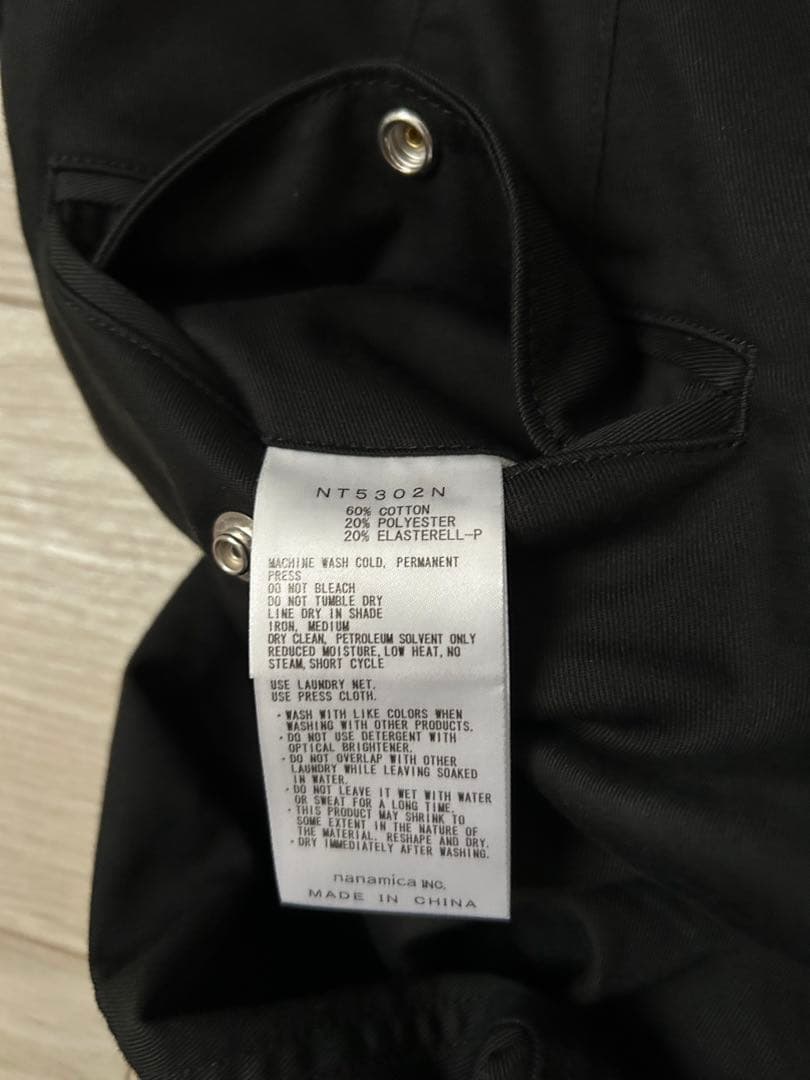 NT5302N
60% COTTON
20% POLYESTER
20% ELASTERELL-P
MACHINE WASH COLD, PERMANENT
PRESS
DO NOT BLEACH
DO NOT TUMBLE DRY
LINE DRY IN SHADE
IRON, MEDIUM
DRY CLEAN, PETROLEUM SOLVENT ONLY
REDUCED MOISTURE, LOW HEAT, NO
STEAM, SHORT CYCLE
USE LAUNDRY NET.
USE PRESS CLOTH.
・WASH WITH LIKE COLORS WHEN
WASHING WITH OTHER PRODUCTS.
・DO NOT USE DETERGENT WITH
OPTICAL BRIGHTENER.
・DO NOT OVERLAP WITH OTHER
LAUNDRY WHILE LEAVING SOAKED
IN WATER.
・DO NOT LEAVE IT WET WITH WATER
OR SWEAT FOR A LONG TIME.
・THIS PRODUCT MAY SHRINK TO
SOME EXTENT IN THE NATURE OF
THE MATERIAL. RESHAPE AND DRY.
・DRY IMMEDIATELY AFTER WASHING.
nanamica INC.
MADE IN CHINA